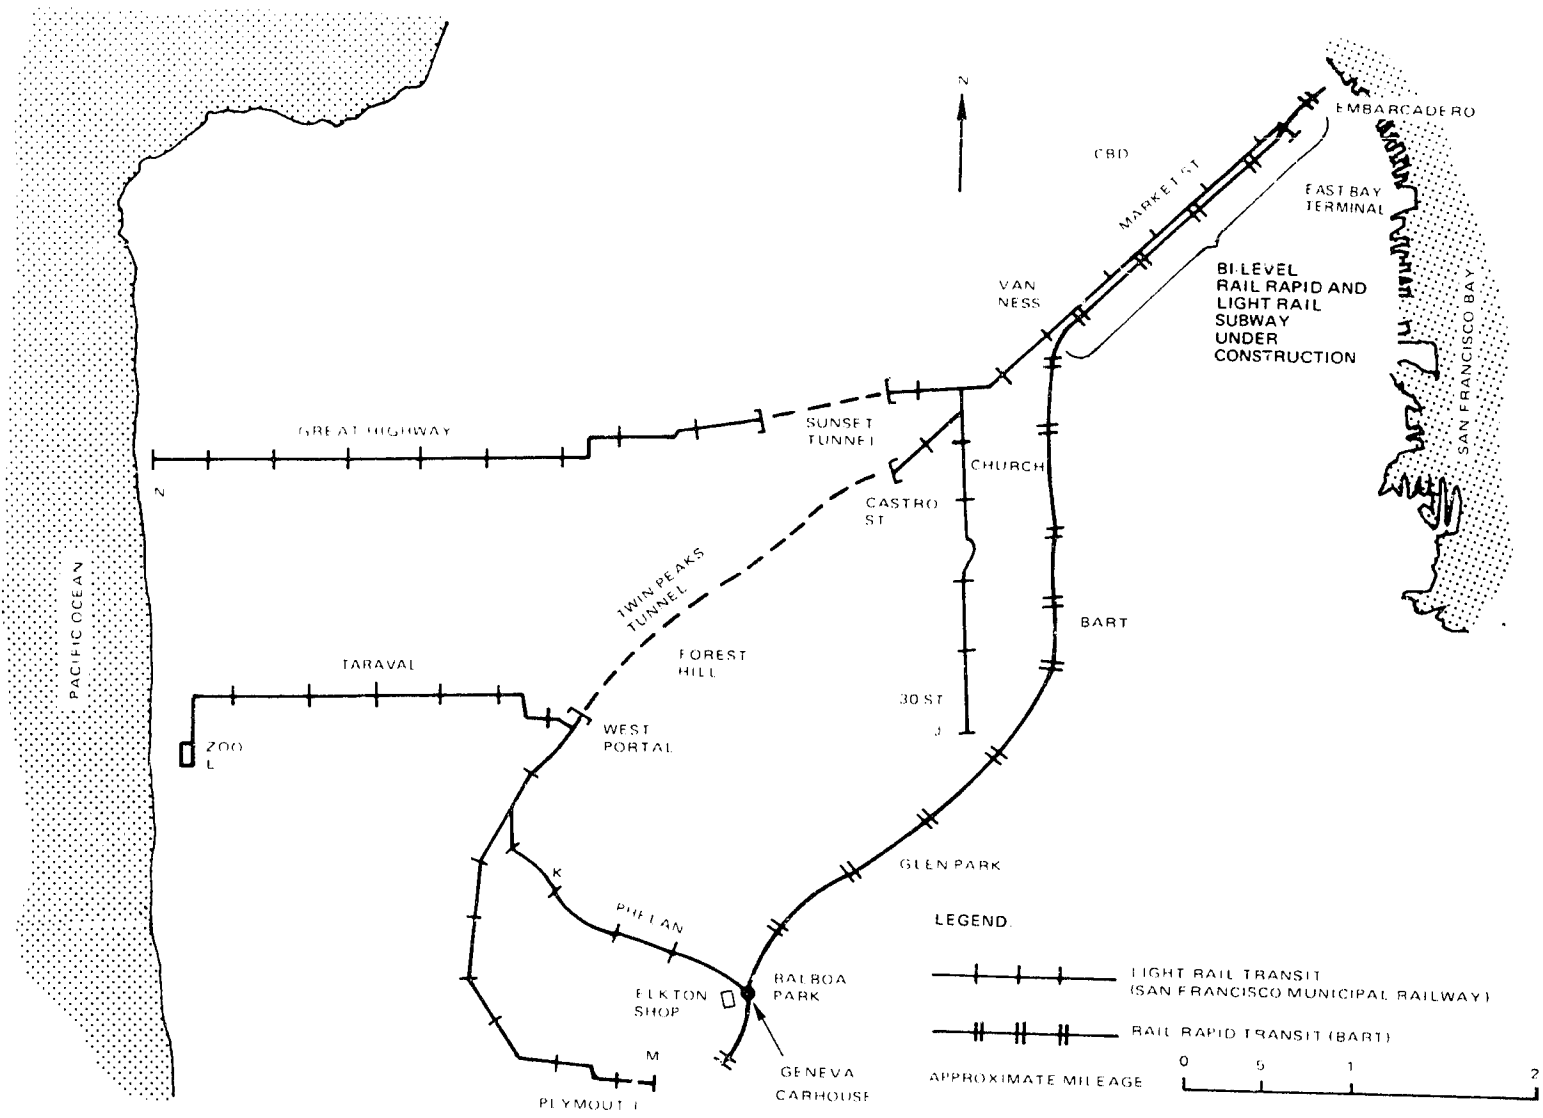 N
EMBARCADERO
CBD
MARKET ST
EAST BAY
TERMINAL
BI-LEVEL
RAIL RAPID AND
LIGHT RAIL
SUBWAY
UNDER
CONSTRUCTION
SAN FRANCISCO BAY
VAN
NESS
GREAT HIGHWAY
SUNSET
TUNNEL
N
CHURCH
CASTRO
ST
TWIN PEAKS
TUNNEL
PACIFIC OCEAN
BART
TARAVAL
FOREST
HILL
30 ST
J
WEST
PORTAL
ZOO
L
GLEN PARK
K
PHELAN
BALBOA
PARK
ELKTON
SHOP
M
GENEVA
CARHOUSE
PLYMOUTH
LEGEND.
LIGHT RAIL TRANSIT
(SAN FRANCISCO MUNICIPAL RAILWAY)
RAIL RAPID TRANSIT (BART)
APPROXIMATE MILEAGE
0 5 1 2